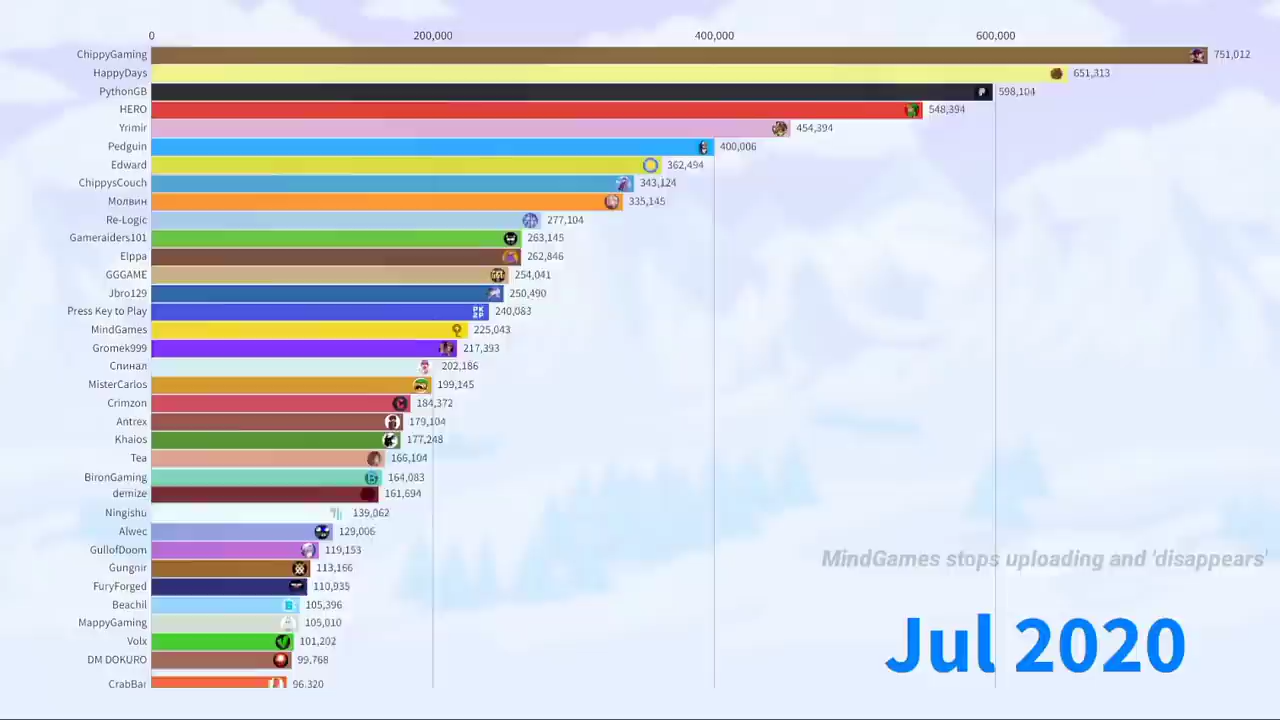 0 200,000 400,000 600,000
ChippyGaming 751,012
HappyDays 651,313
PythonGB 598,104
HERO 548,394
Yrimir 454,394
Pedguin 400,006
Edward 362,494
ChippysCouch 343,124
Молвин 335,145
Re-Logic 277,104
Gameraiders101 263,145
Elppa 262,846
GGGAME 254,041
Jbro129 250,490
Press Key to Play PK 2P 240,083
MindGames 225,043
Gromek999 217,393
Спинал 202,186
MisterCarlos 199,145
Crimzon 184,372
Antrex 179,104
Khaios 177,248
Tea 166,104
BironGaming 164,083
demize 161,694
Ningishu 139,062
Alwec 129,006
GullofDoom 119,153
Gungnir 113,166
FuryForged 110,935
Beachil B 105,396
MappyGaming 105,010
Volx 101,202
DM DOKURO 99,768
CrabBar 96,320
MindGames stops uploading and 'disappears'
Jul 2020